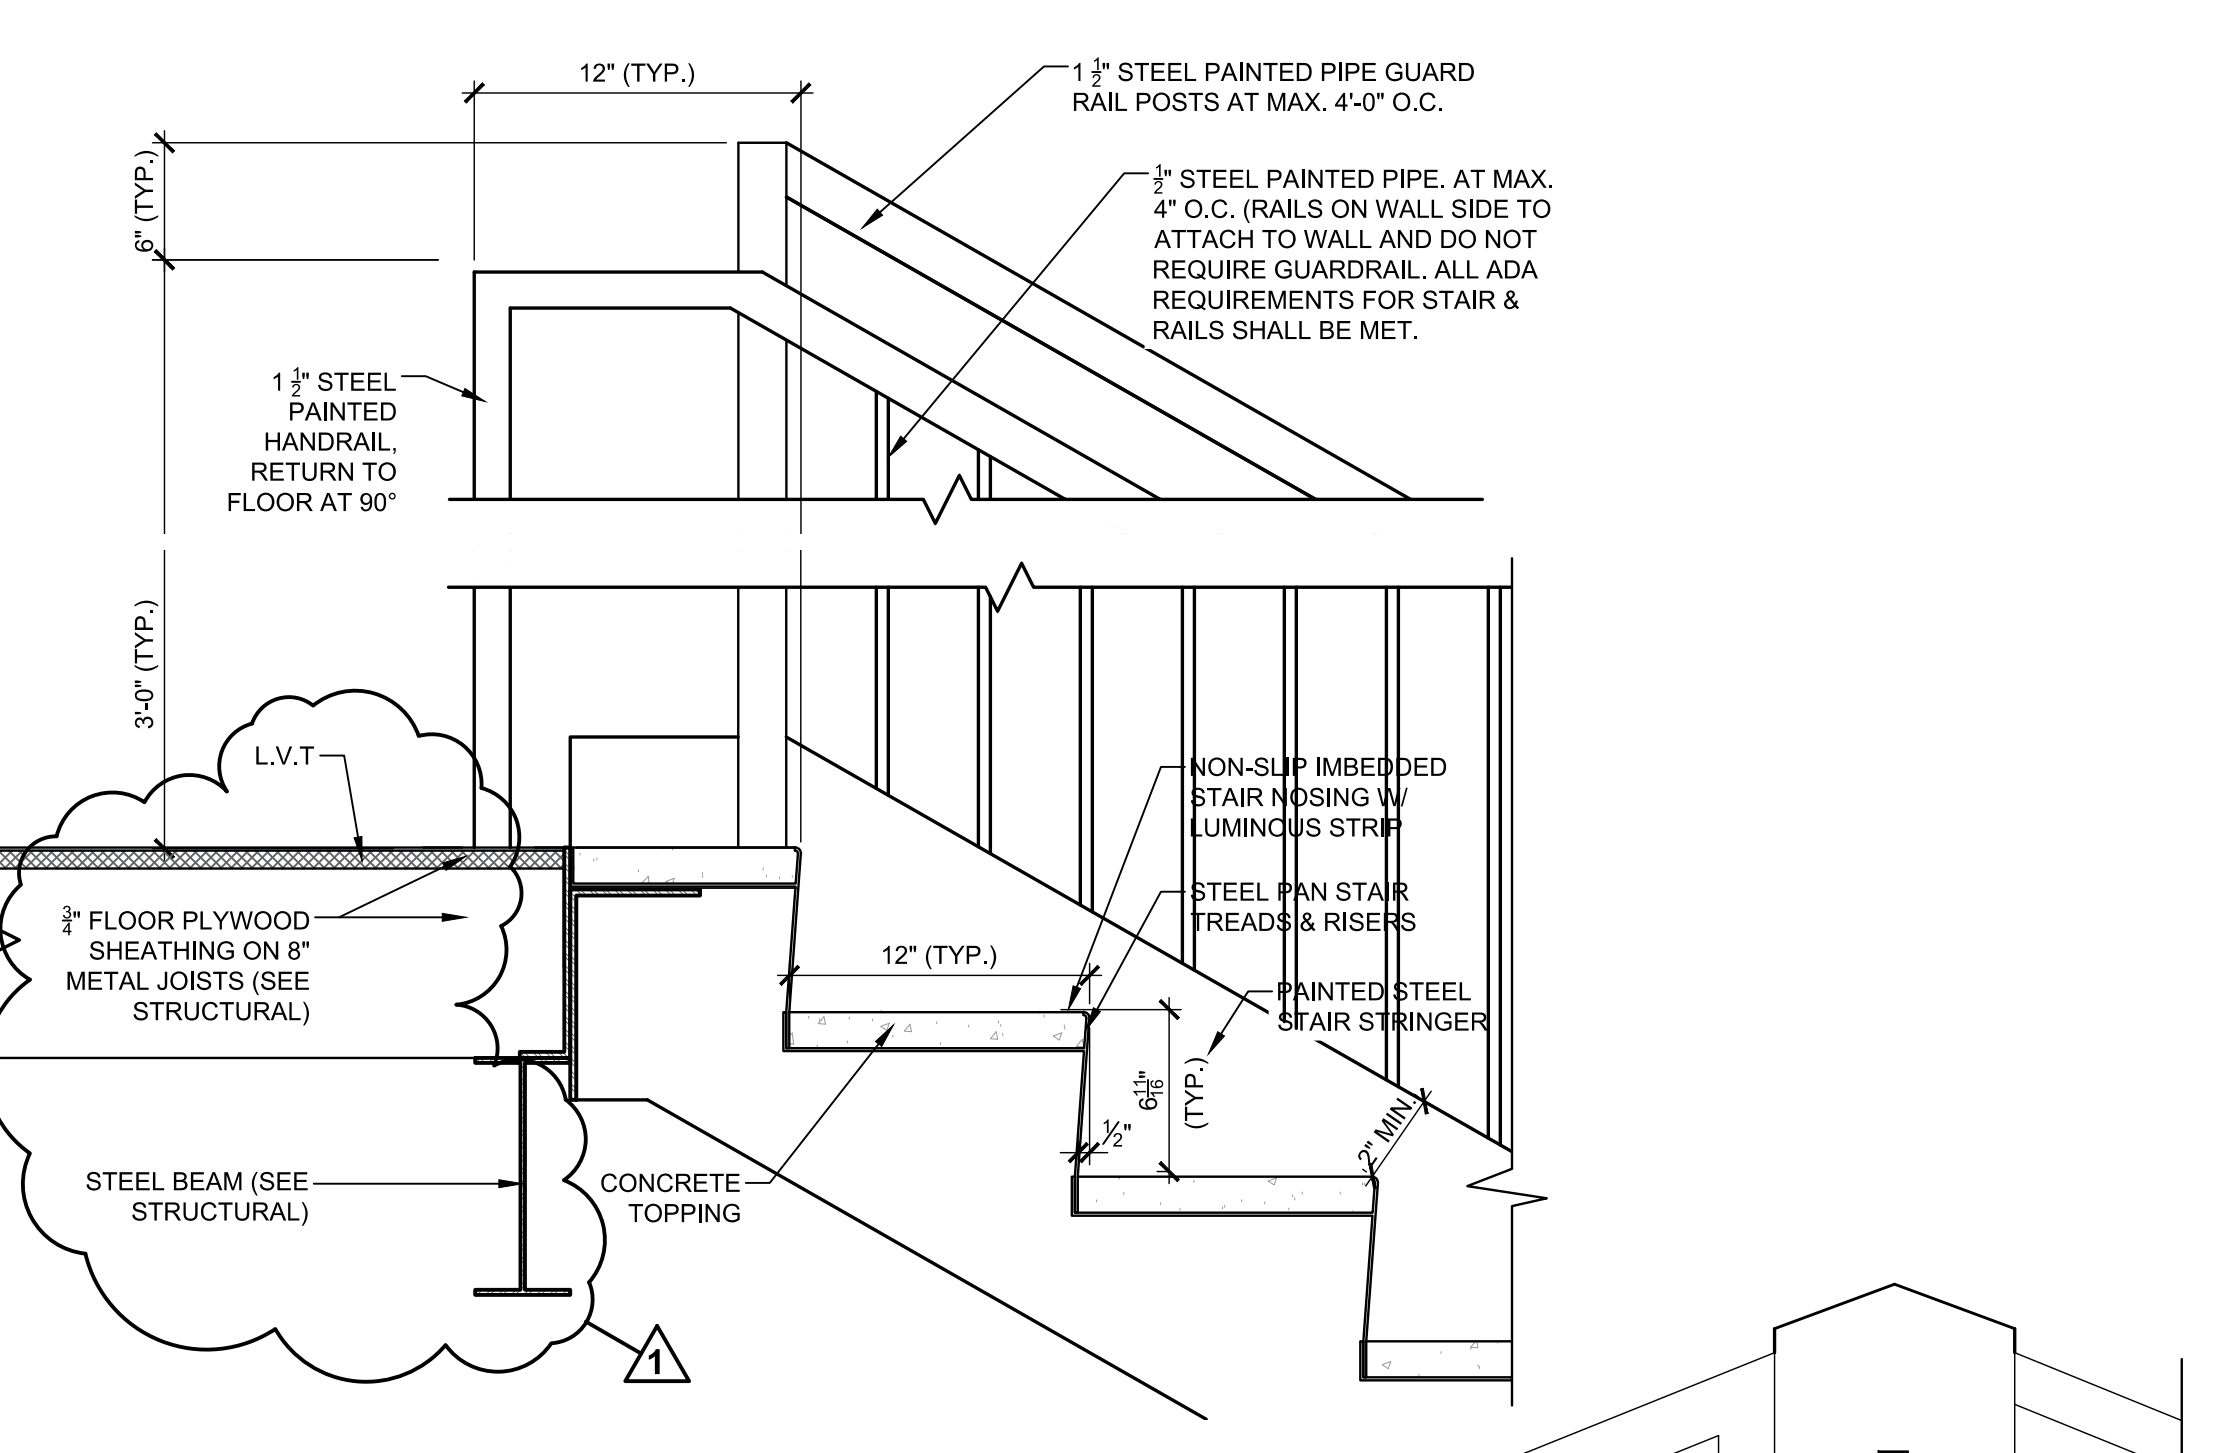 12" (TYP.)
1 1/2" STEEL PAINTED PIPE GUARD
RAIL POSTS AT MAX. 4'-0" O.C.
6" (TYP.)
1/2" STEEL PAINTED PIPE. AT MAX.
4" O.C. (RAILS ON WALL SIDE TO
ATTACH TO WALL AND DO NOT
REQUIRE GUARDRAIL. ALL ADA
REQUIREMENTS FOR STAIR &
RAILS SHALL BE MET.
1 1/2" STEEL
PAINTED
HANDRAIL,
RETURN TO
FLOOR AT 90°
3'-0" (TYP.)
L.V.T
NON-SLIP IMBEDDED
STAIR NOSING W/
LUMINOUS STRIP
STEEL PAN STAIR
TREADS & RISERS
3/4" FLOOR PLYWOOD
SHEATHING ON 8"
METAL JOISTS (SEE
STRUCTURAL)
12" (TYP.)
PAINTED STEEL
STAIR STRINGER
6 11/16"
(TYP.)
1/2"
2" MIN.
STEEL BEAM (SEE
STRUCTURAL)
CONCRETE
TOPPING
1